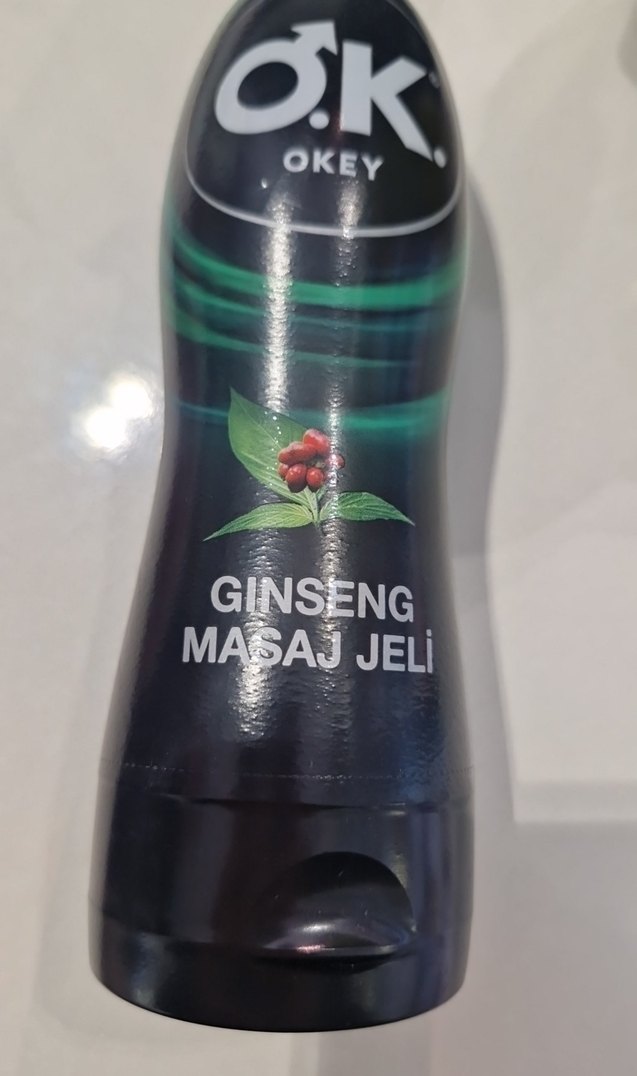 O.K.
OKEY
GINSENG
MASAJ JELİ